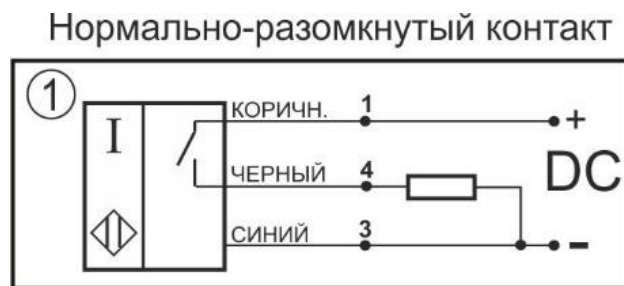 Нормально-разомкнутый контакт
1
I
КОРИЧН. 1 +
ЧЕРНЫЙ 4 DC
СИНИЙ 3 -